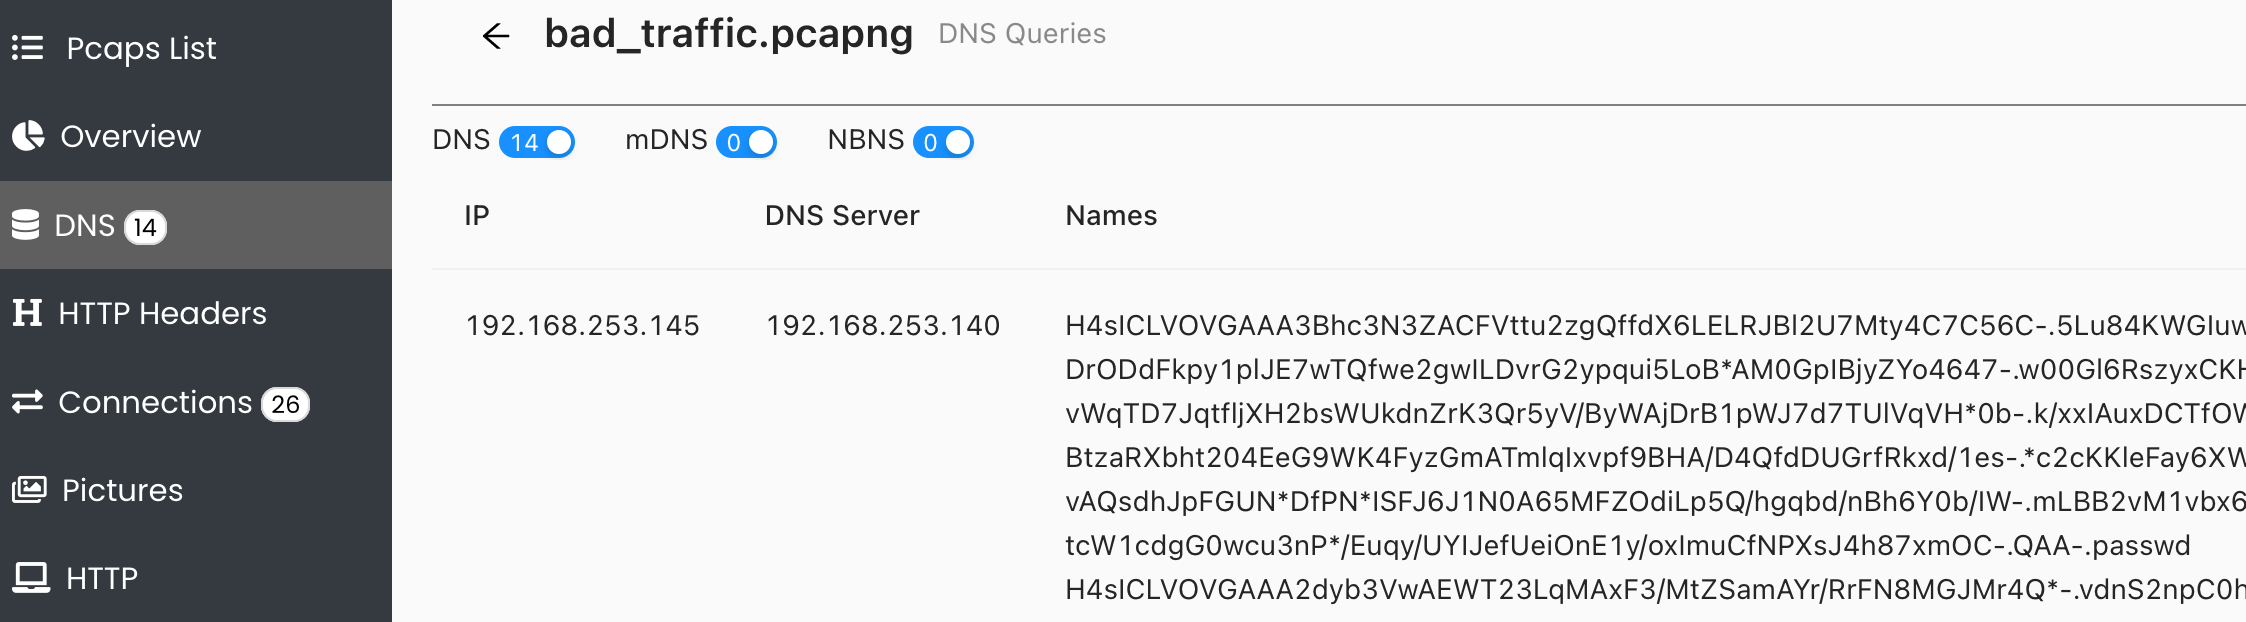 Pcaps List
Overview
DNS 14
HTTP Headers
Connections 26
Pictures
HTTP
bad_traffic.pcapng DNS Queries
DNS 14 mDNS 0 NBNS 0
IP DNS Server Names
192.168.253.145 192.168.253.140 H4sICLVOVGAAA3Bhc3N3ZACFVttu2zgQffdX6LELRJBl2U7Mty4C7C56C-.5Lu84KWGIuw
DrODdFkpy1plJE7wTQfwe2gwILDvrG2ypqui5LoB*AM0GpIBjyZYo4647-.w00Gl6RszyxCKH
vWqTD7JqtfljXH2bsWUkdnZrK3Qr5yV/ByWAjDrB1pWJ7d7TUlVqVH*0b-.k/xxIAuxDCTfOW
BtzaRXbht204EeG9WK4FyzGmATmlqIxvpf9BHA/D4QfdDUGrfRkxd/1es-.*c2cKKleFay6XW
vAQsdhJpFGUN*DfPN*ISFJ6J1N0A65MFZOdiLp5Q/hgqbd/nBh6Y0b/IW-.mLBB2vM1vbx6
tcW1cdgG0wcu3nP*/Euqy/UYIJefUeiOnE1y/oxImuCfNPXsJ4h87xmOC-.QAA-.passwd
H4sICLVOVGAAA2dyb3VwAEWT23LqMAxF3/MtZSamAYr/RrFN8MGJMr4Q*-.vdnS2npC0h